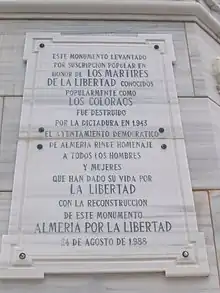 ESTE MONUMENTO LEVANTADO
POR SUSCRIPCION POPULAR EN
HONOR DE LOS MARTIRES
DE LA LIBERTAD CONOCIDOS
POPULARMENTE COMO
LOS COLORAOS
FUE DESTRUIDO
POR LA DICTADURA EN 1943
EL AYUNTAMIENTO DEMOCRATICO
DE ALMERIA RINDE HOMENAJE
A TODOS LOS HOMBRES
Y MUJERES
QUE HAN DADO SU VIDA POR
LA LIBERTAD
CON LA RECONSTRUCCION
DE ESTE MONUMENTO
ALMERIA POR LA LIBERTAD
24 DE AGOSTO DE 1988